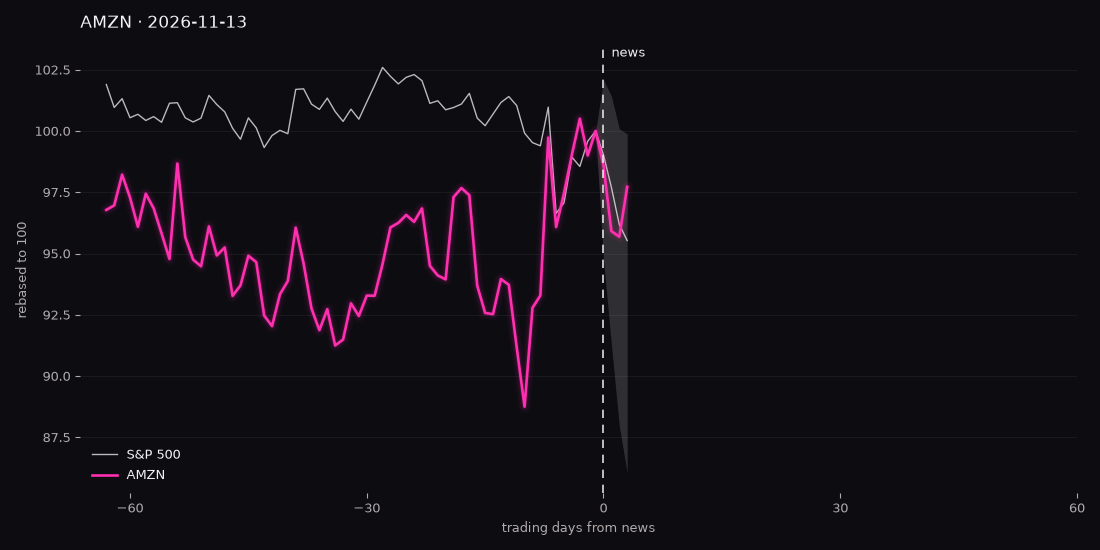 AMZN · 2026-11-13
news
102.5
100.0
97.5
95.0
92.5
90.0
87.5
rebased to 100
S&P 500
AMZN
−60
−30
0
30
60
trading days from news